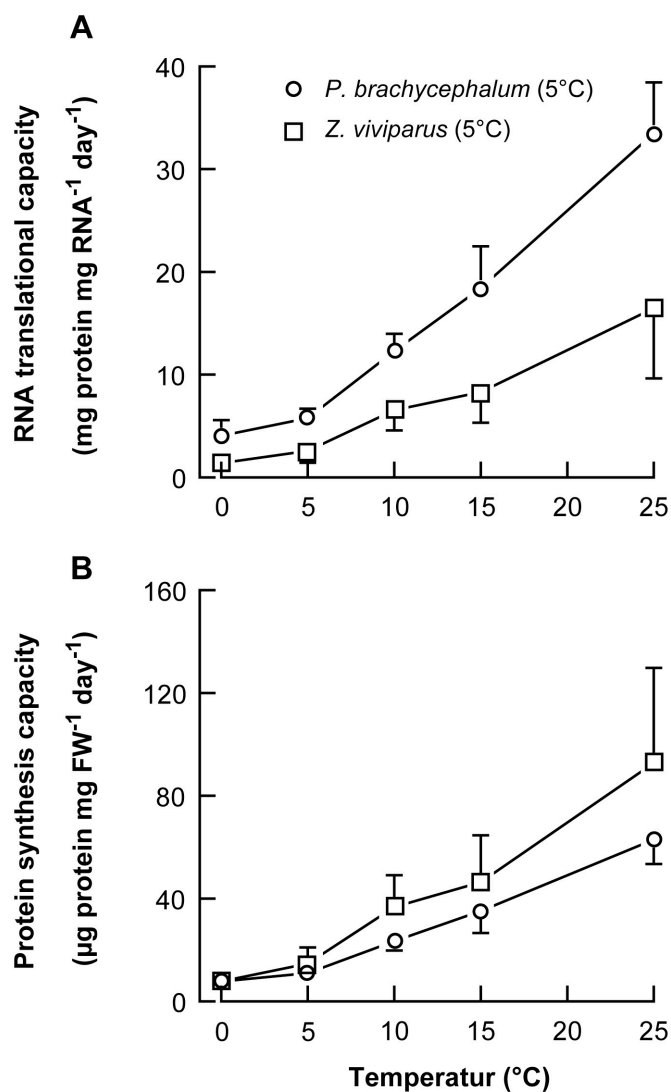 A
RNA translational capacity
(mg protein mg RNA⁻¹ day⁻¹)
40
30
20
10
0
P. brachycephalum (5°C)
Z. viviparus (5°C)
0 5 10 15 20 25
B
Protein synthesis capacity
(µg protein mg FW⁻¹ day⁻¹)
160
120
80
40
0
0 5 10 15 20 25
Temperatur (°C)